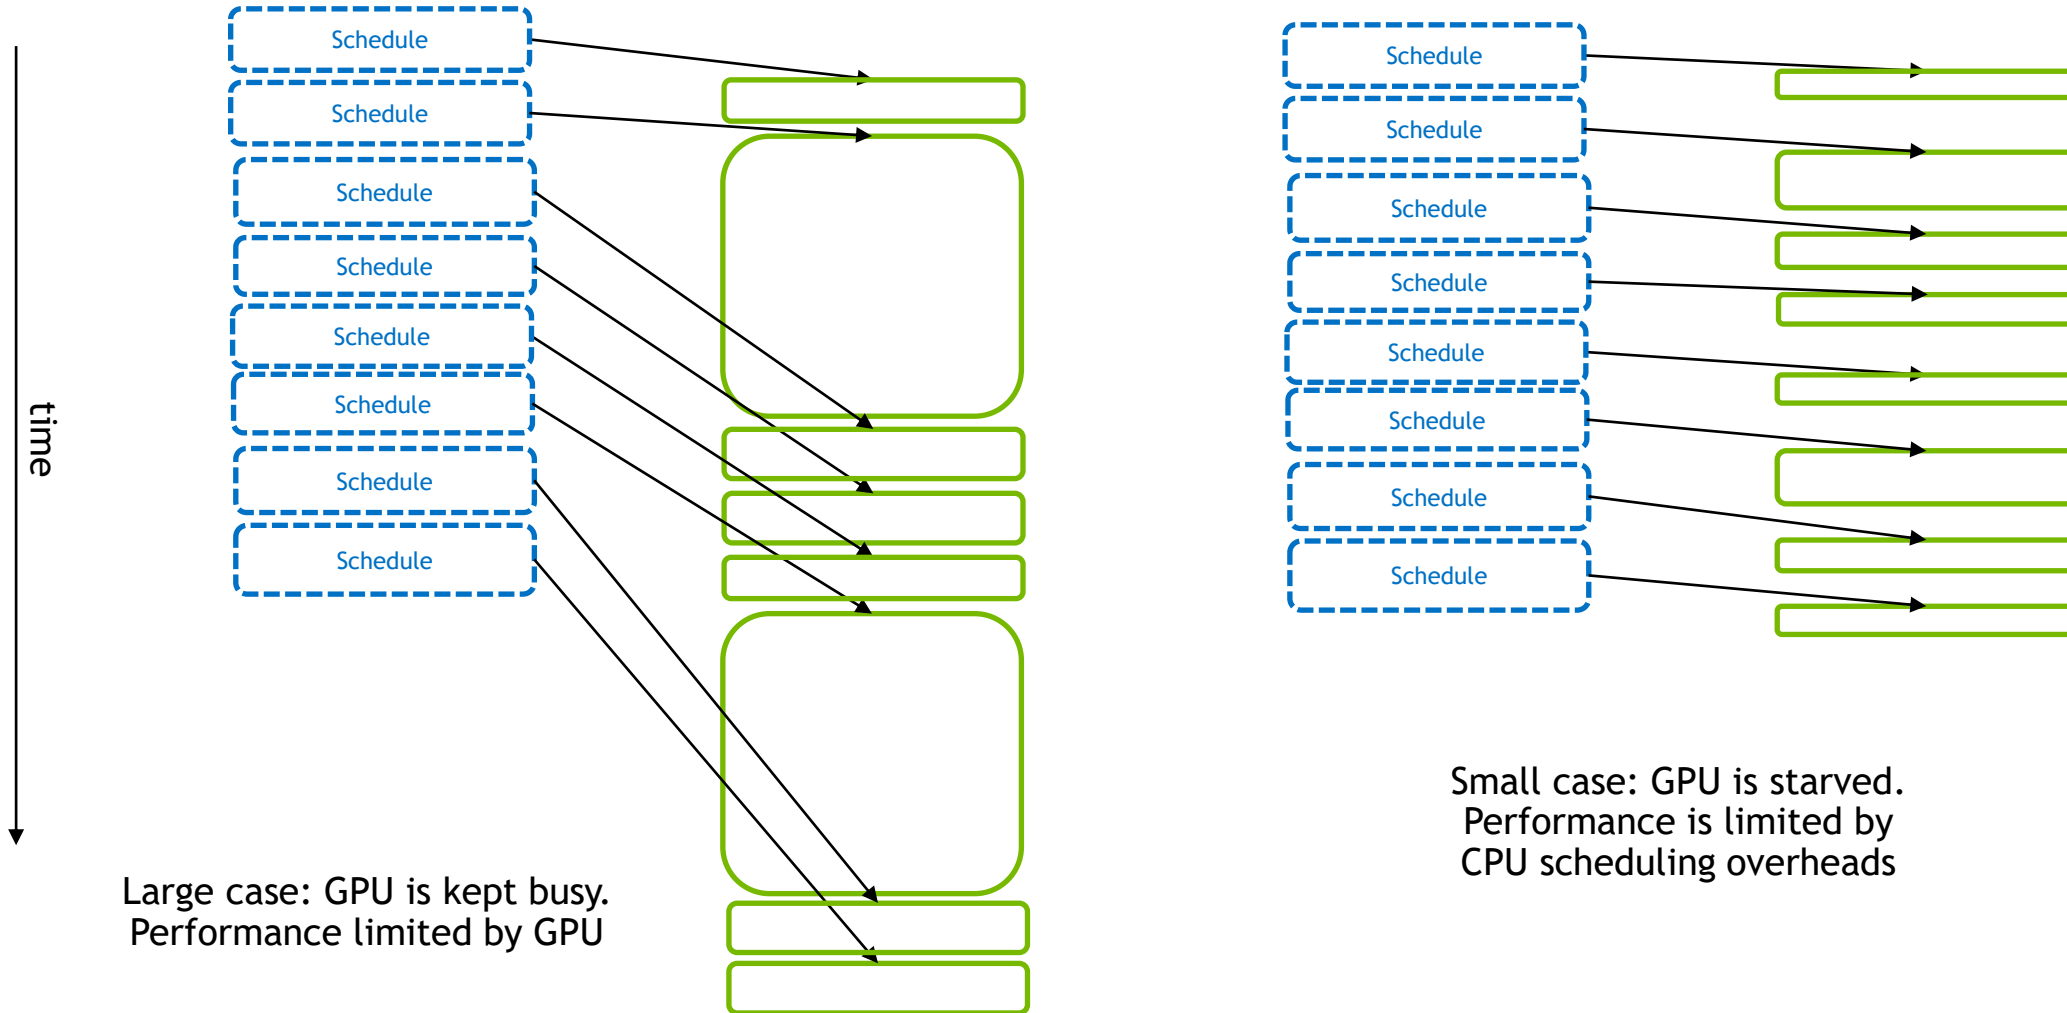 Schedule
Schedule
Schedule
Schedule
Schedule
Schedule
Schedule
Schedule
time
Large case: GPU is kept busy.
Performance limited by GPU
Schedule
Schedule
Schedule
Schedule
Schedule
Schedule
Schedule
Schedule
Small case: GPU is starved.
Performance is limited by
CPU scheduling overheads